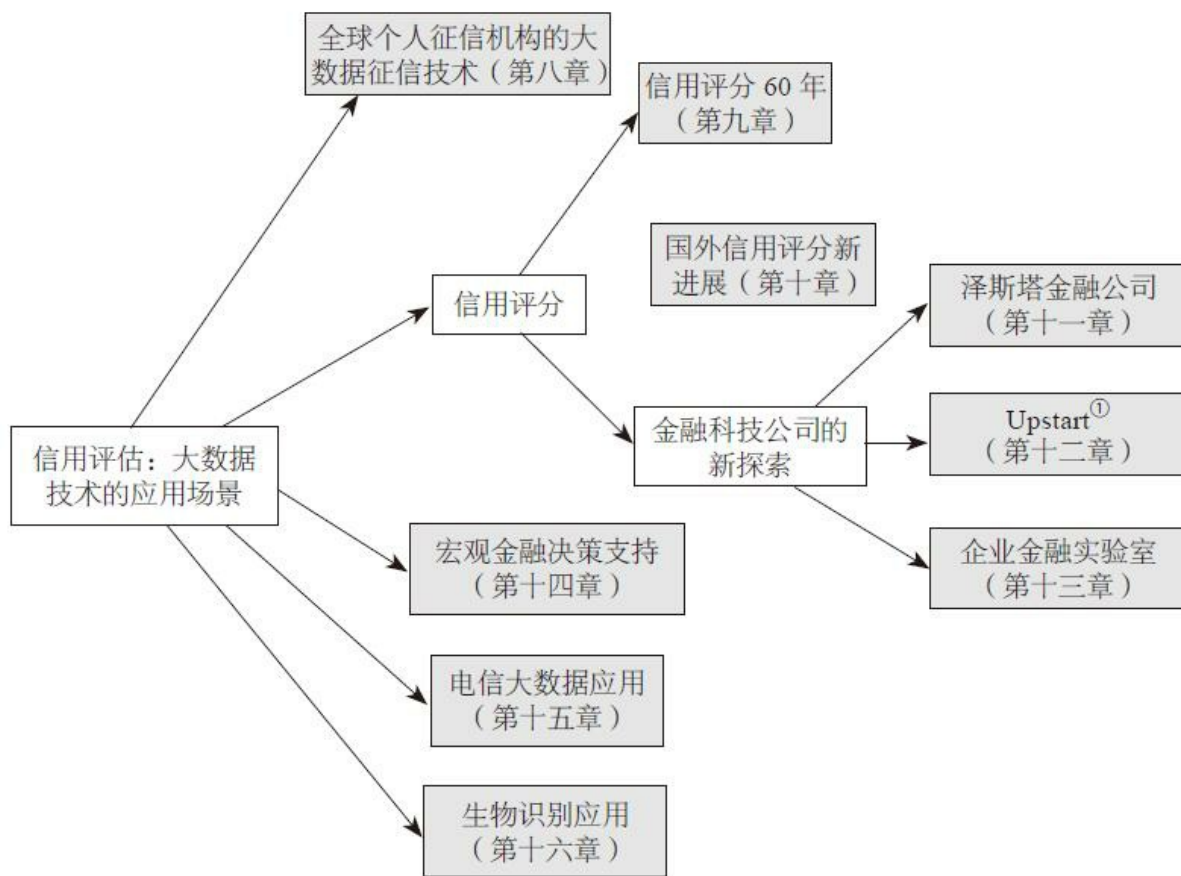 全球个人征信机构的大
数据征信技术（第八章）
信用评分 60 年
（第九章）
国外信用评分新
进展（第十章）
信用评分
泽斯塔金融公司
（第十一章）
信用评估：大数据
技术的应用场景
金融科技公司的
新探索
Upstart①
（第十二章）
宏观金融决策支持
（第十四章）
企业金融实验室
（第十三章）
电信大数据应用
（第十五章）
生物识别应用
（第十六章）